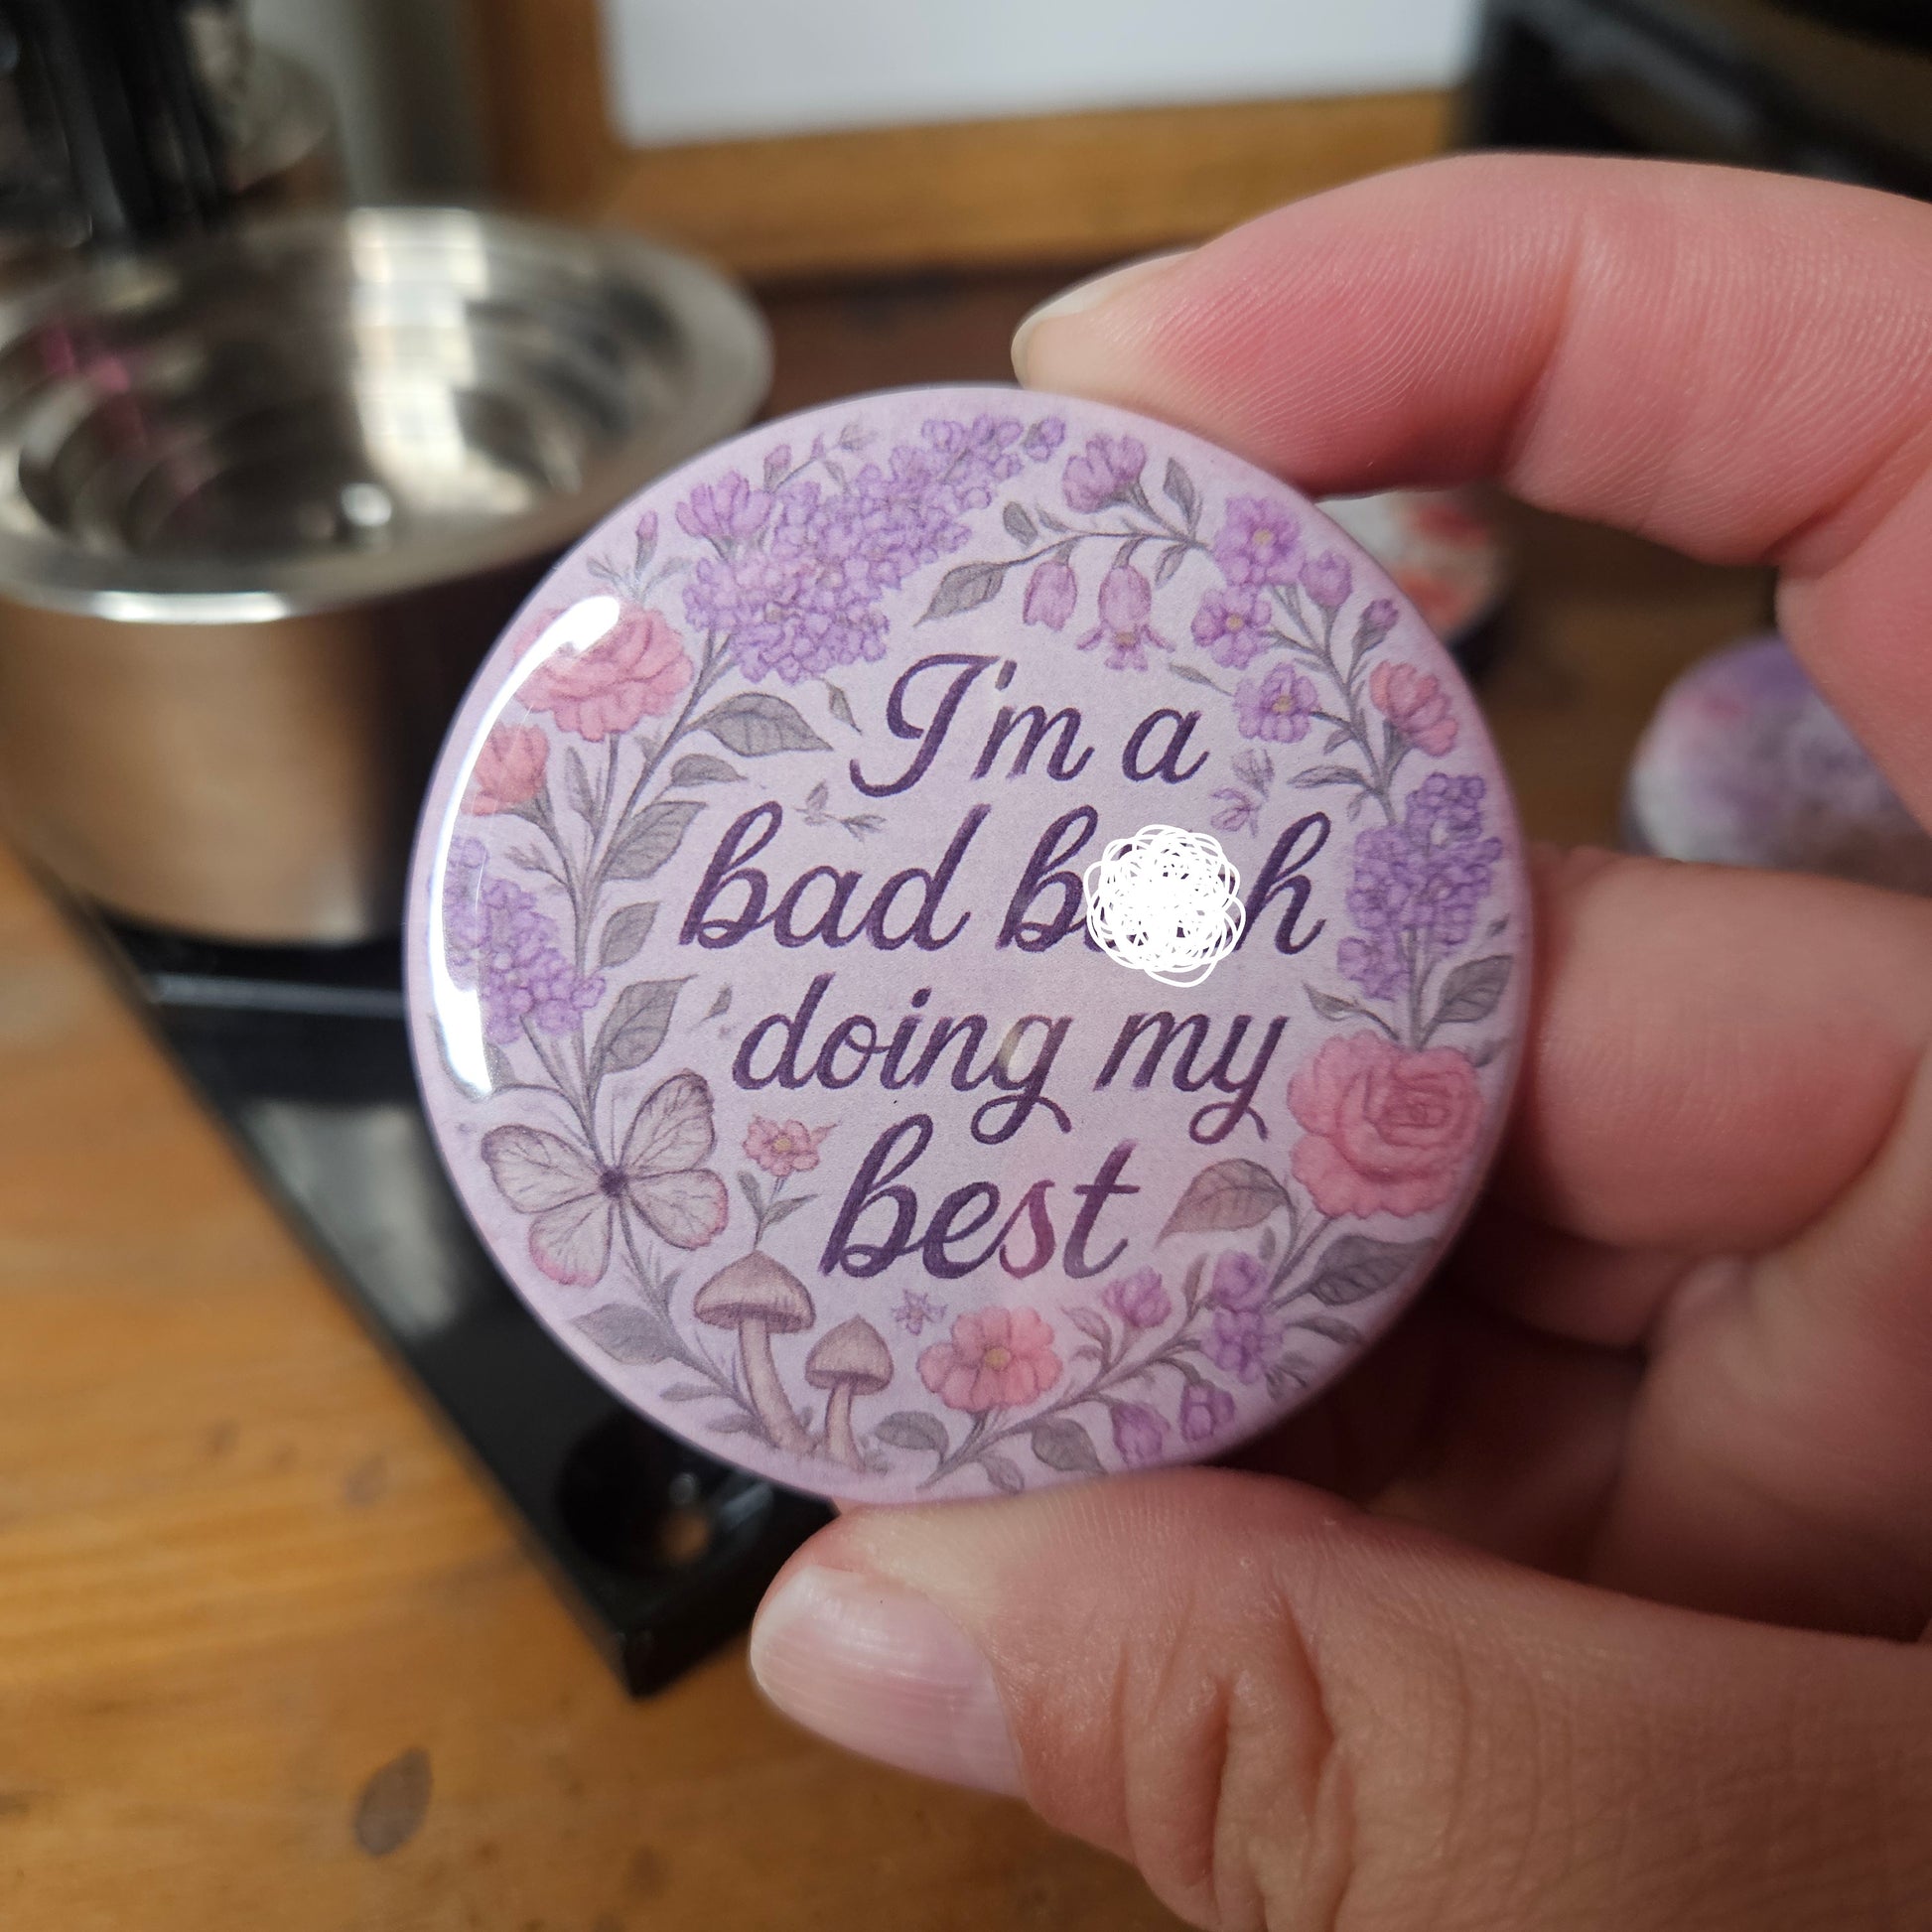 I'm a
bad
doing my
best